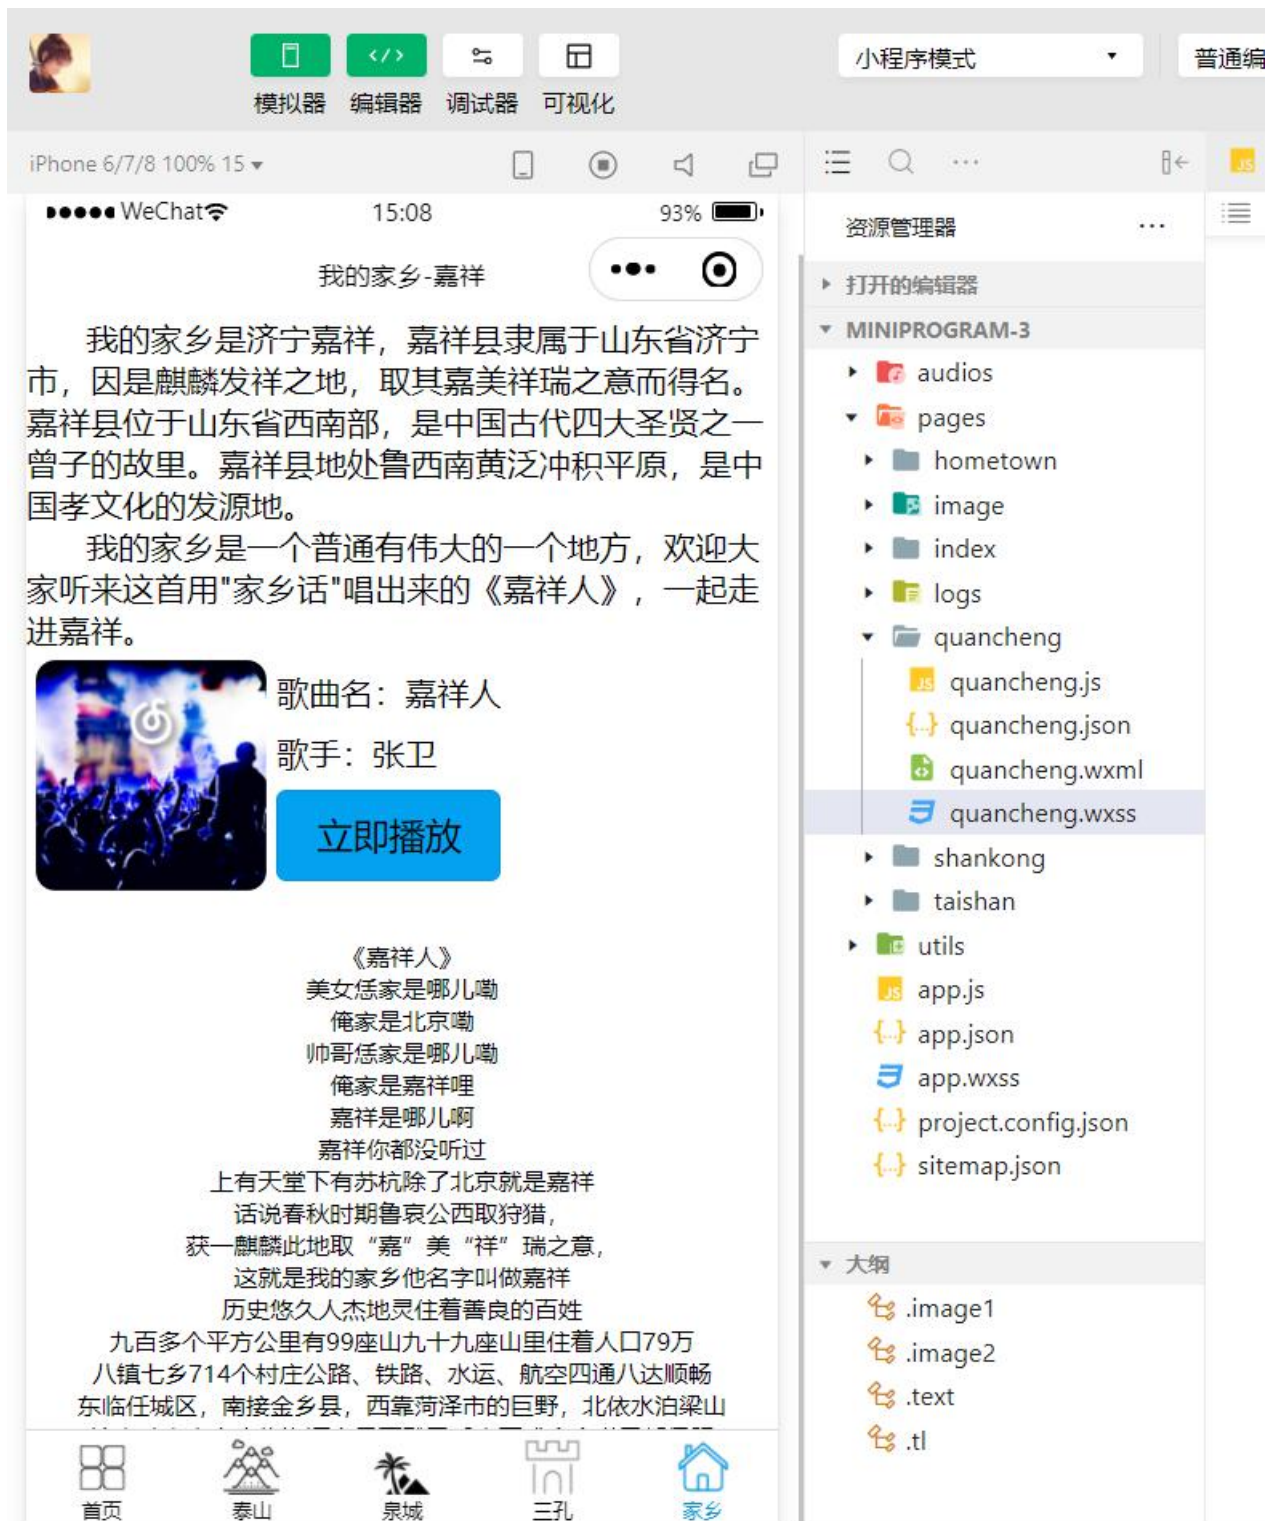 模拟器 编辑器 调试器 可视化
小程序模式
普通编
iPhone 6/7/8 100% 15
WeChat 15:08 93%
我的家乡-嘉祥
我的家乡是济宁嘉祥，嘉祥县隶属于山东省济宁
市，因是麒麟发祥之地，取其嘉美祥瑞之意而得名。
嘉祥县位于山东省西南部，是中国古代四大圣贤之一
曾子的故里。嘉祥县地处鲁西南黄泛冲积平原，是中
国孝文化的发源地。
我的家乡是一个普通有伟大的一个地方，欢迎大
家听来这首用"家乡话"唱出来的《嘉祥人》，一起走
进嘉祥。
歌曲名：嘉祥人
歌手：张卫
立即播放
《嘉祥人》
美女恁家是哪儿嘞
俺家是北京嘞
帅哥恁家是哪儿嘞
俺家是嘉祥哩
嘉祥是哪儿啊
嘉祥你都没听过
上有天堂下有苏杭除了北京就是嘉祥
话说春秋时期鲁哀公西取狩猎，
获一麒麟此地取“嘉”美“祥”瑞之意，
这就是我的家乡他名字叫做嘉祥
历史悠久人杰地灵住着善良的百姓
九百多个平方公里有99座山九十九座山里住着人口79万
八镇七乡714个村庄公路、铁路、水运、航空四通八达顺畅
东临任城区，南接金乡县，西靠菏泽市的巨野，北依水泊梁山
首页 泰山 泉城 三孔 家乡
JS
资源管理器
打开的编辑器
MINIPROGRAM-3
audios
pages
hometown
image
index
logs
quancheng
JS quancheng.js
{..} quancheng.json
quancheng.wxml
quancheng.wxss
shankong
taishan
utils
JS app.js
{..} app.json
app.wxss
{..} project.config.json
{..} sitemap.json
大纲
.image1
.image2
.text
.tl